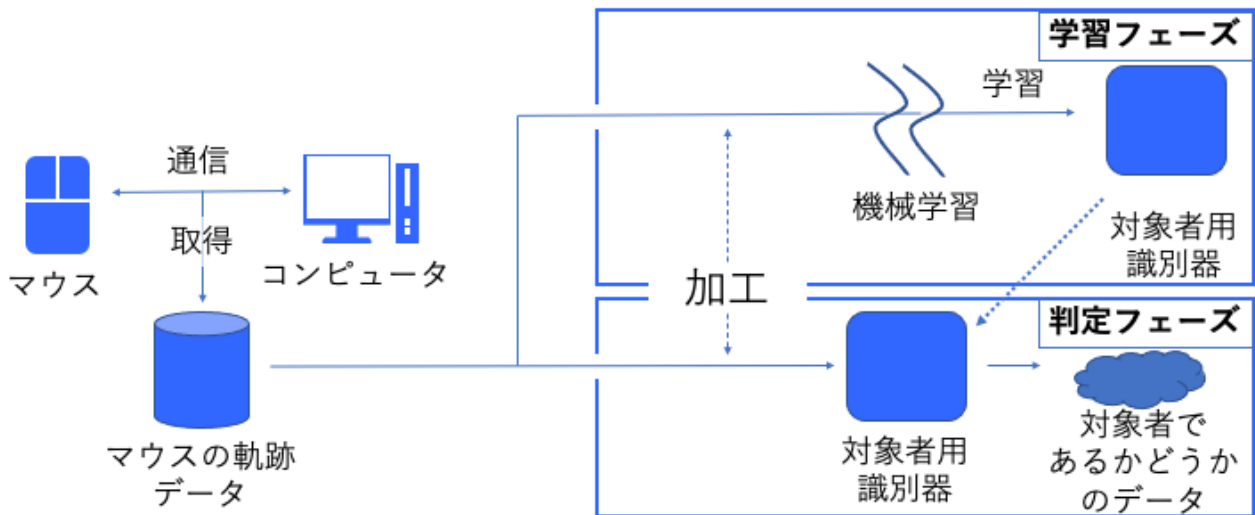 学習フェーズ
学習
通信
機械学習
取得
対象者用
識別器
マウス
コンピュータ
加工
判定フェーズ
マウスの軌跡
データ
対象者用
識別器
対象者で
あるかどうか
のデータ